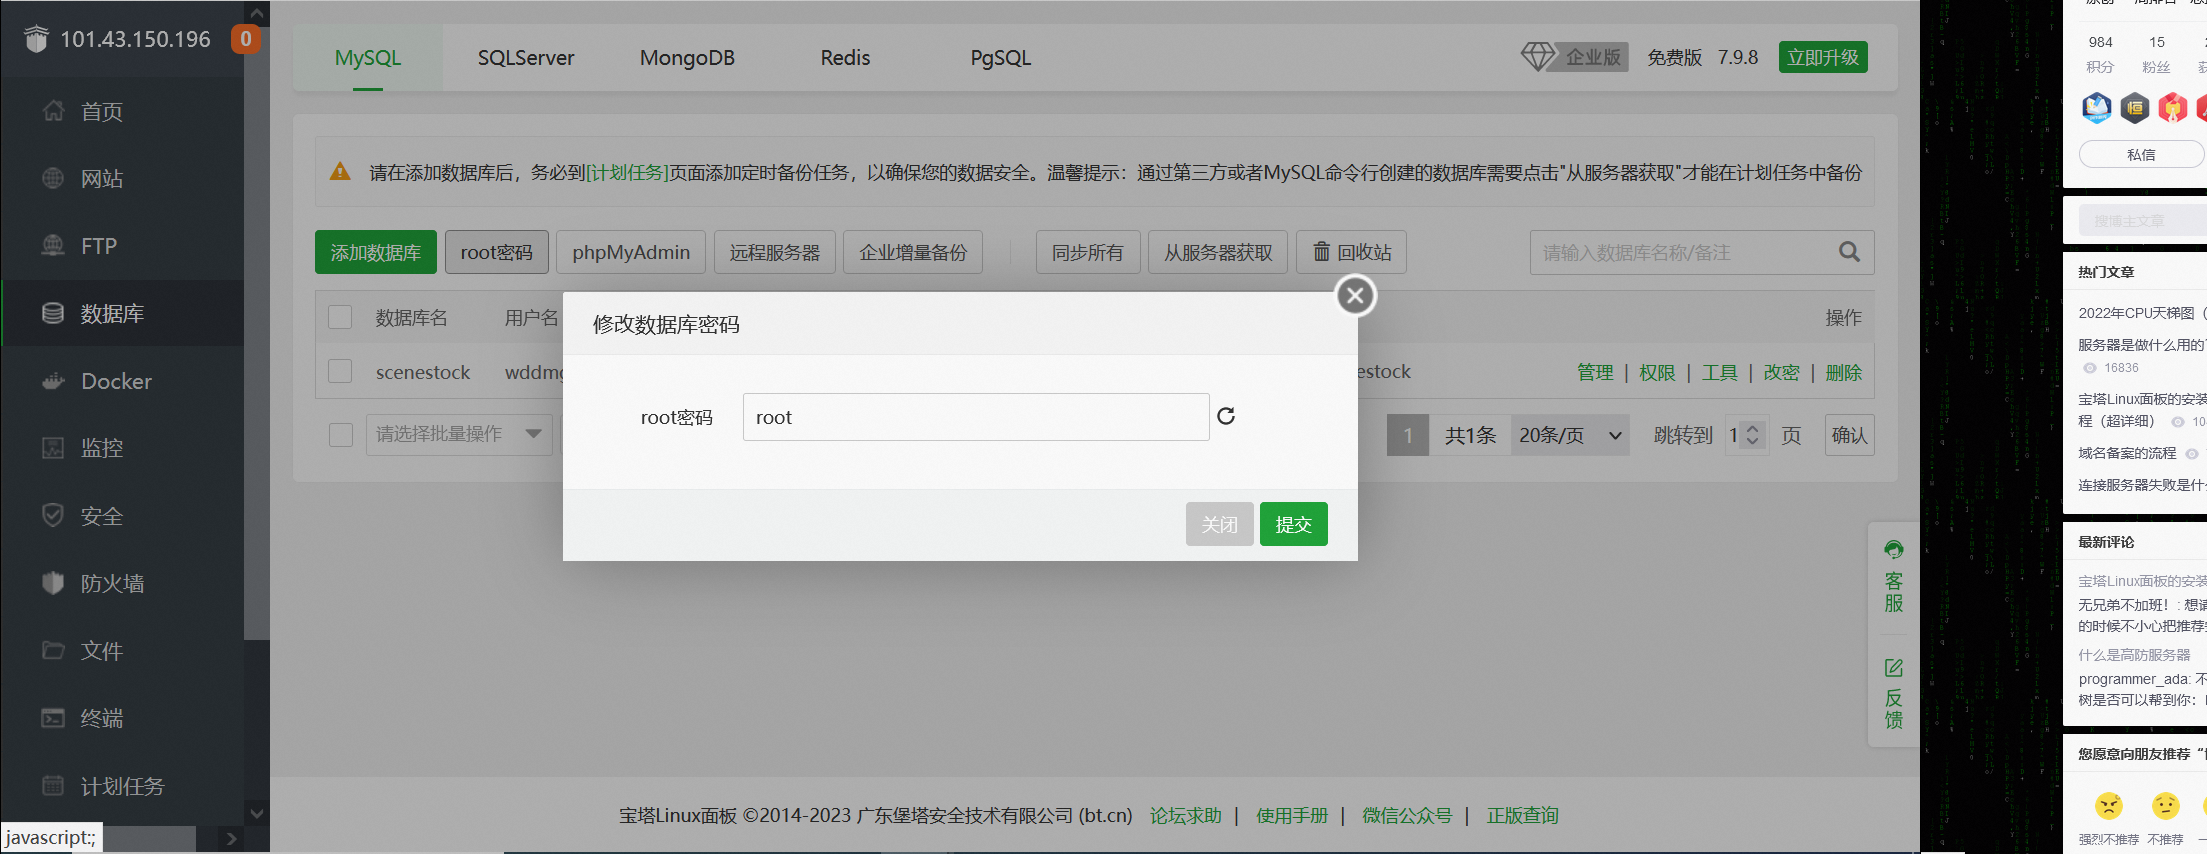 101.43.150.196
0
首页
网站
FTP
数据库
Docker
监控
安全
防火墙
文件
终端
计划任务
javascript:;
MySQL
SQLServer
MongoDB
Redis
PgSQL
企业版
免费版
7.9.8
立即升级
请在添加数据库后，务必到[计划任务]页面添加定时备份任务，以确保您的数据安全。温馨提示：通过第三方或者MySQL命令行创建的数据库需要点击"从服务器获取"才能在计划任务中备份
添加数据库
root密码
phpMyAdmin
远程服务器
企业增量备份
同步所有
从服务器获取
回收站
请输入数据库名称/备注
数据库名
用户名
操作
scenestock
wddm
estock
管理 | 权限 | 工具 | 改密 | 删除
请选择批量操作
1
共1条
20条/页
跳转到
1
页
确认
修改数据库密码
root密码
root
关闭
提交
客服
反馈
宝塔Linux面板 ©2014-2023 广东堡塔安全技术有限公司 (bt.cn)
论坛求助 | 使用手册 | 微信公众号 | 正版查询
984
15
积分
粉丝
私信
搜博主文章
热门文章
2022年CPU天梯图（
服务器是做什么用的
16836
宝塔Linux面板的安装
程（超详细）
10
域名备案的流程
连接服务器失败是什
最新评论
宝塔Linux面板的安装
无兄弟不加班！: 想请
的时候不小心把推荐
什么是高防服务器
programmer_ada: 不
树是否可以帮到你：
您愿意向朋友推荐“
强烈不推荐
不推荐